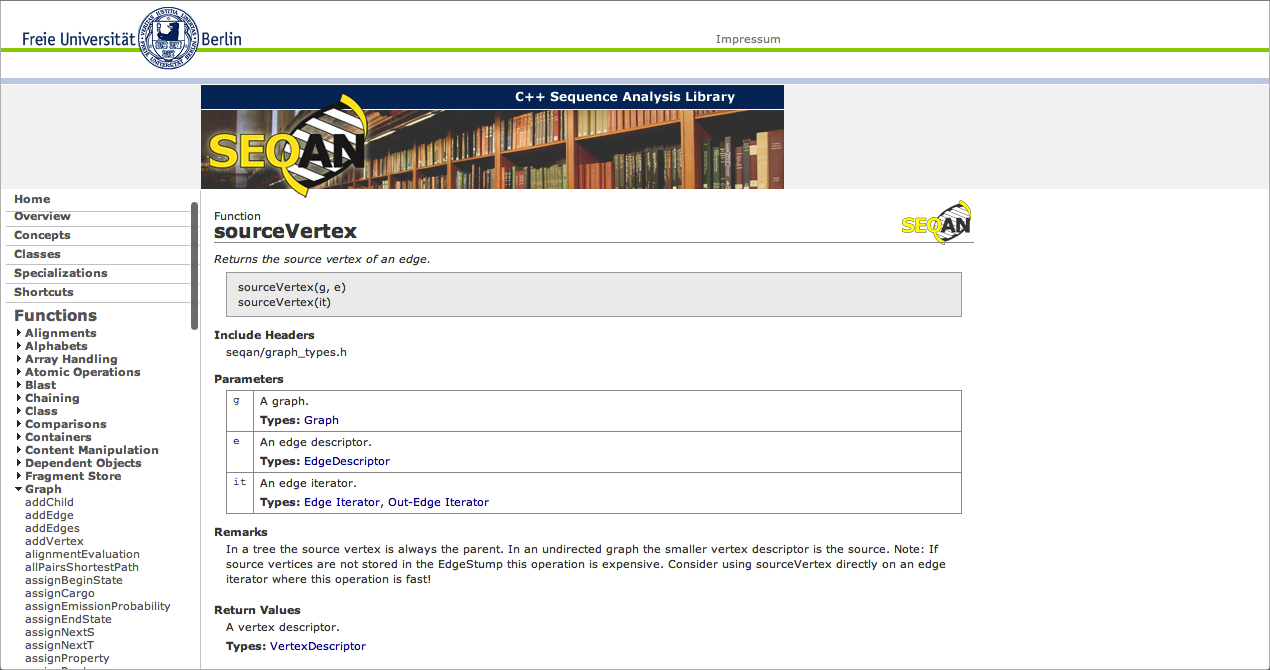 Freie Universität Berlin
Impressum
C++ Sequence Analysis Library
SEQAN
Home
Overview
Concepts
Classes
Specializations
Shortcuts
Functions
Alignments
Alphabets
Array Handling
Atomic Operations
Blast
Chaining
Class
Comparisons
Containers
Content Manipulation
Dependent Objects
Fragment Store
Graph
addChild
addEdge
addEdges
addVertex
alignmentEvaluation
allPairsShortestPath
assignBeginState
assignCargo
assignEmissionProbability
assignEndState
assignNextS
assignNextT
assignProperty
Function
sourceVertex
SEQAN
Returns the source vertex of an edge.
sourceVertex(g, e)
sourceVertex(it)
Include Headers
seqan/graph_types.h
Parameters
g
A graph.
Types: Graph
e
An edge descriptor.
Types: EdgeDescriptor
it
An edge iterator.
Types: Edge Iterator, Out-Edge Iterator
Remarks
In a tree the source vertex is always the parent. In an undirected graph the smaller vertex descriptor is the source. Note: If
source vertices are not stored in the EdgeStump this operation is expensive. Consider using sourceVertex directly on an edge
iterator where this operation is fast!
Return Values
A vertex descriptor.
Types: VertexDescriptor